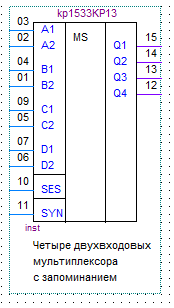 kp1533KP13
03 A1 MS
02 A2 Q1 15
Q2 14
04 B1 Q3 13
01 B2 Q4 12
09 C1
05 C2
07 D1
06 D2
10 SES
11 SYN
inst
Четыре двухвходовых
мультиплексора
с запоминанием